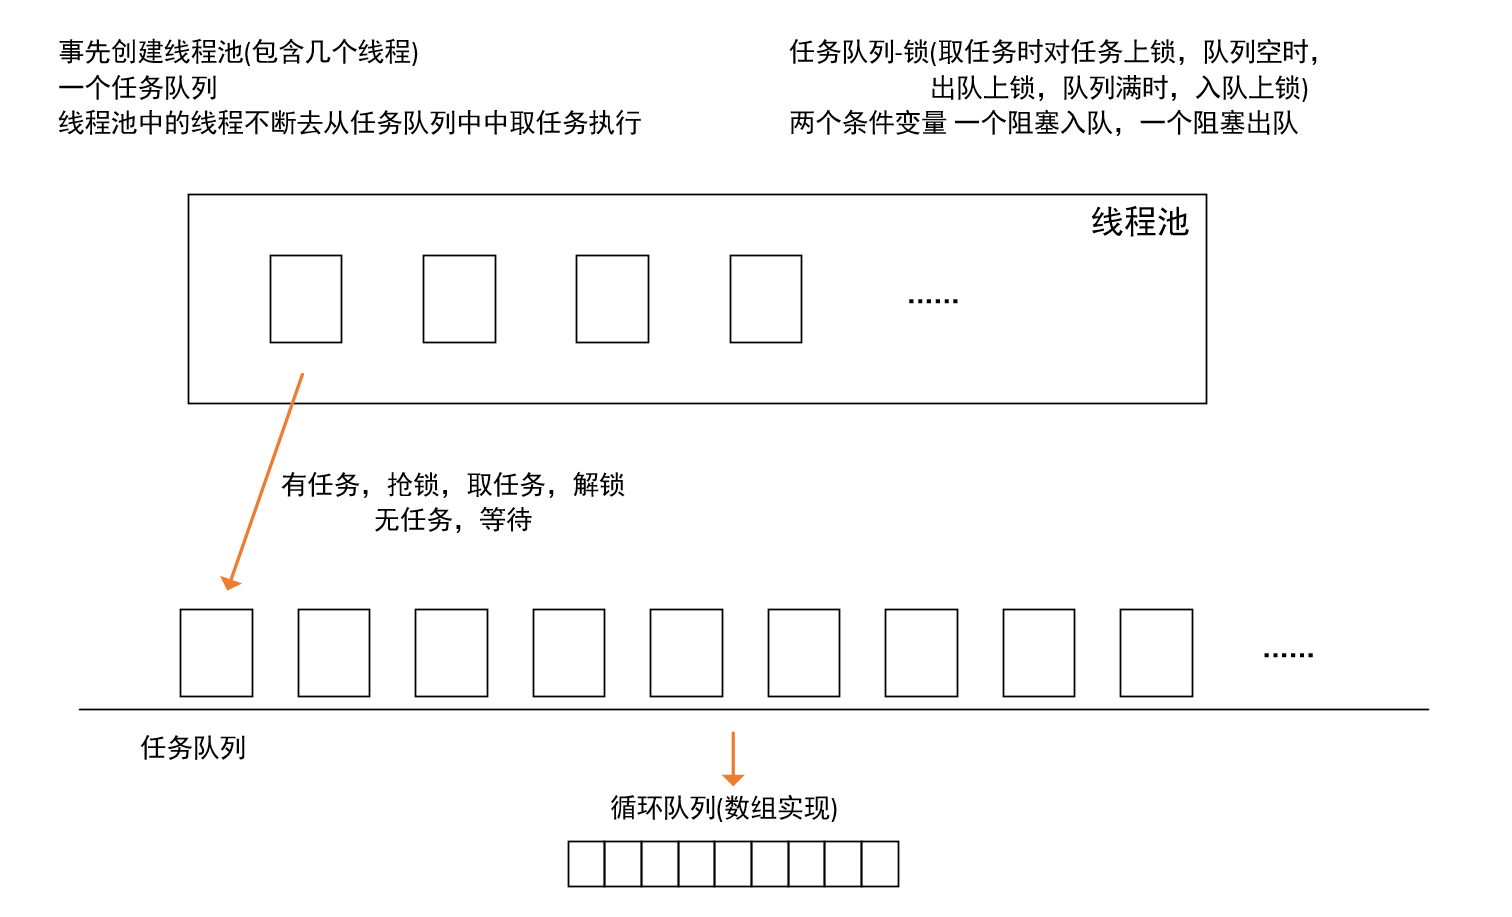 事先创建线程池(包含几个线程)
一个任务队列
线程池中的线程不断去从任务队列中中取任务执行
任务队列-锁(取任务时对任务上锁，队列空时，
出队上锁，队列满时，入队上锁)
两个条件变量 一个阻塞入队，一个阻塞出队
线程池
......
有任务，抢锁，取任务，解锁
无任务，等待
......
任务队列
循环队列(数组实现)